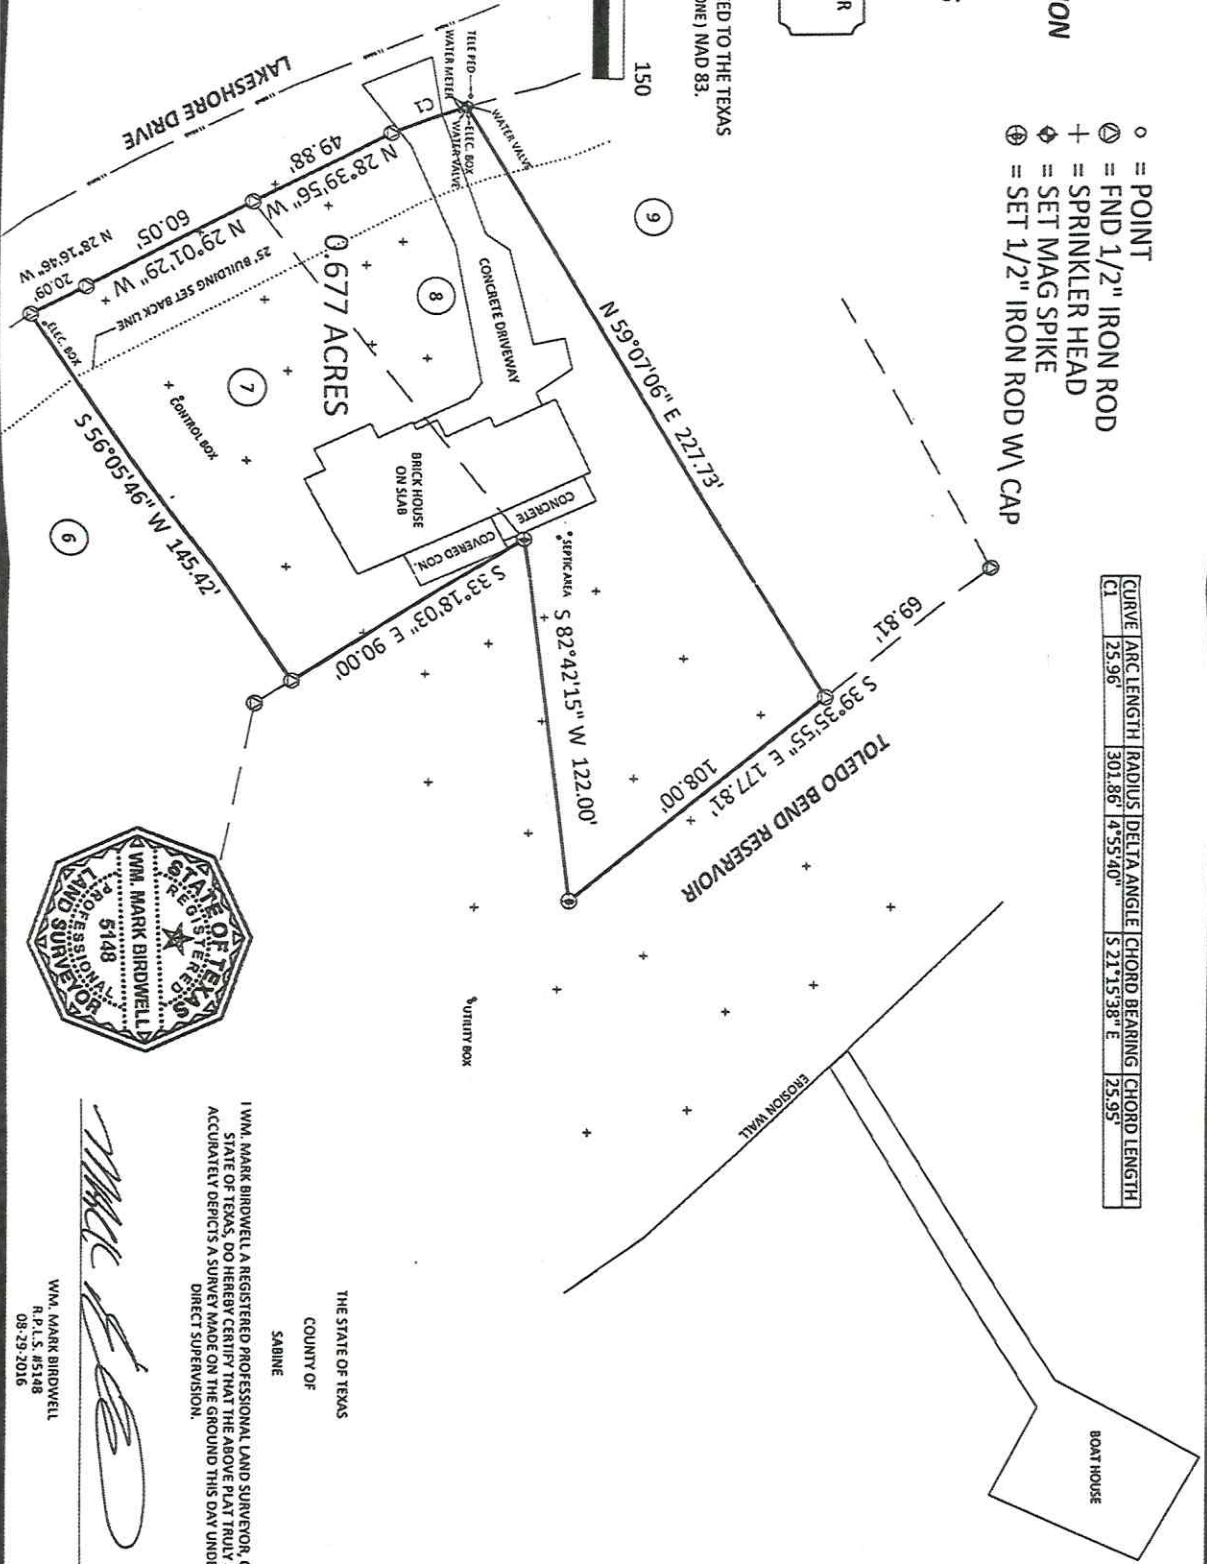 ION
R
ED TO THE TEXAS
ONE) NAD 83.
150
○ = POINT
= FND 1/2" IRON ROD
+ = SPRINKLER HEAD
= SET MAG SPIKE
= SET 1/2" IRON ROD W\ CAP
CURVE ARC LENGTH RADIUS DELTA ANGLE CHORD BEARING CHORD LENGTH
C1 25.96' 301.86' 4°55'40" S 21°15'38" E 25.95'
LAKESHORE DRIVE
TELE PED
WATER METER
WATER VALVE
ELEC. BOX
WATER VALVE
C1
N 28°39'56" W
49.88'
N 29°01'29" W
60.05'
N 28°16'46" W
20.09'
25' BUILDING SET BACK LINE
ELEC. BOX
CONTROL BOX
0.677 ACRES
9
8
7
6
CONCRETE DRIVEWAY
BRICK HOUSE
ON SLAB
CONCRETE
COVERED CON.
SEPTIC AREA
N 59°07'06" E 227.73'
S 56°05'46" W 145.42'
S 33°18'03" E 90.00'
S 82°42'15" W 122.00'
69.81'
S 39°35'55" E 177.81'
108.00'
TOLEDO BEND RESERVOIR
UTILITY BOX
EROSION WALL
BOAT HOUSE
STATE OF TEXAS
REGISTERED
WM. MARK BIRDWELL
5148
PROFESSIONAL
LAND SURVEYOR
THE STATE OF TEXAS
COUNTY OF
SABINE
I WM. MARK BIRDWELL A REGISTERED PROFESSIONAL LAND SURVEYOR,
STATE OF TEXAS, DO HEREBY CERTIFY THAT THE ABOVE PLAT TRULY
ACCURATELY DEPICTS A SURVEY MADE ON THE GROUND THIS DAY UNDE
DIRECT SUPERVISION.
WM. MARK BIRDWELL
R.P.L.S. #5148
08-29-2016